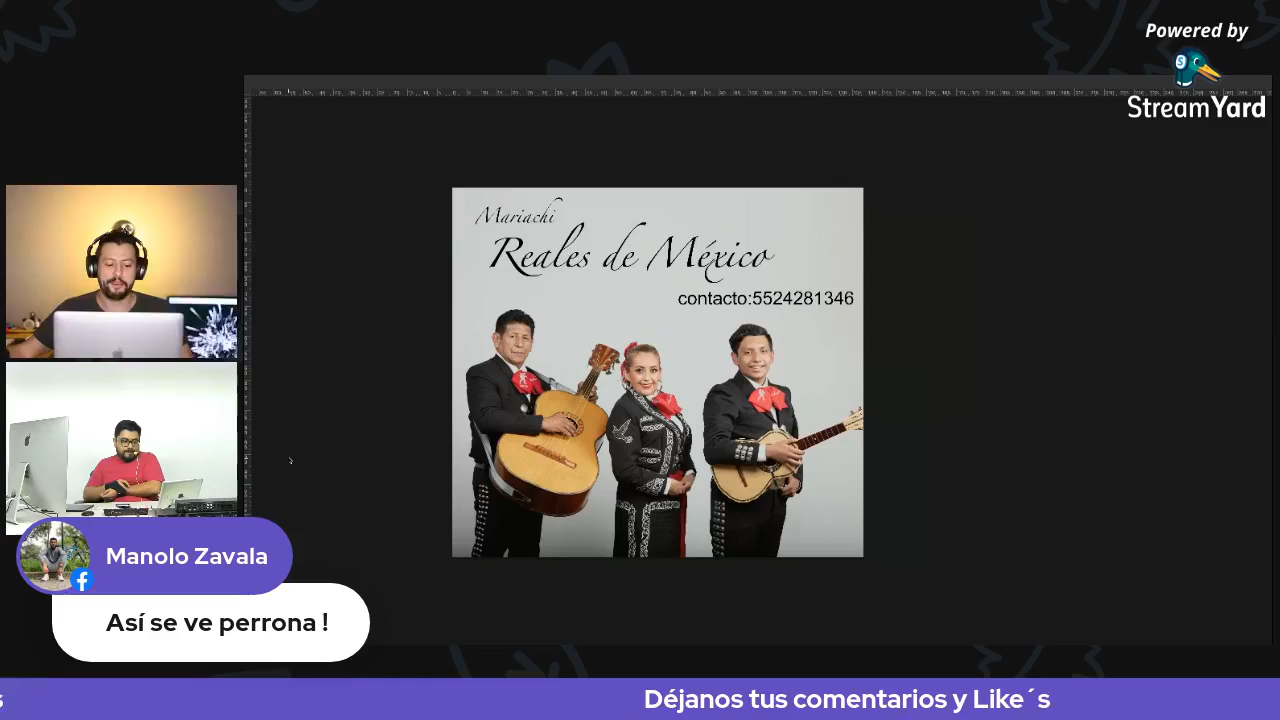 Powered by
StreamYard
Mariachi
Reales de México
contacto:5524281346
Manolo Zavala
Así se ve perrona !
s
Déjanos tus comentarios y Like´s